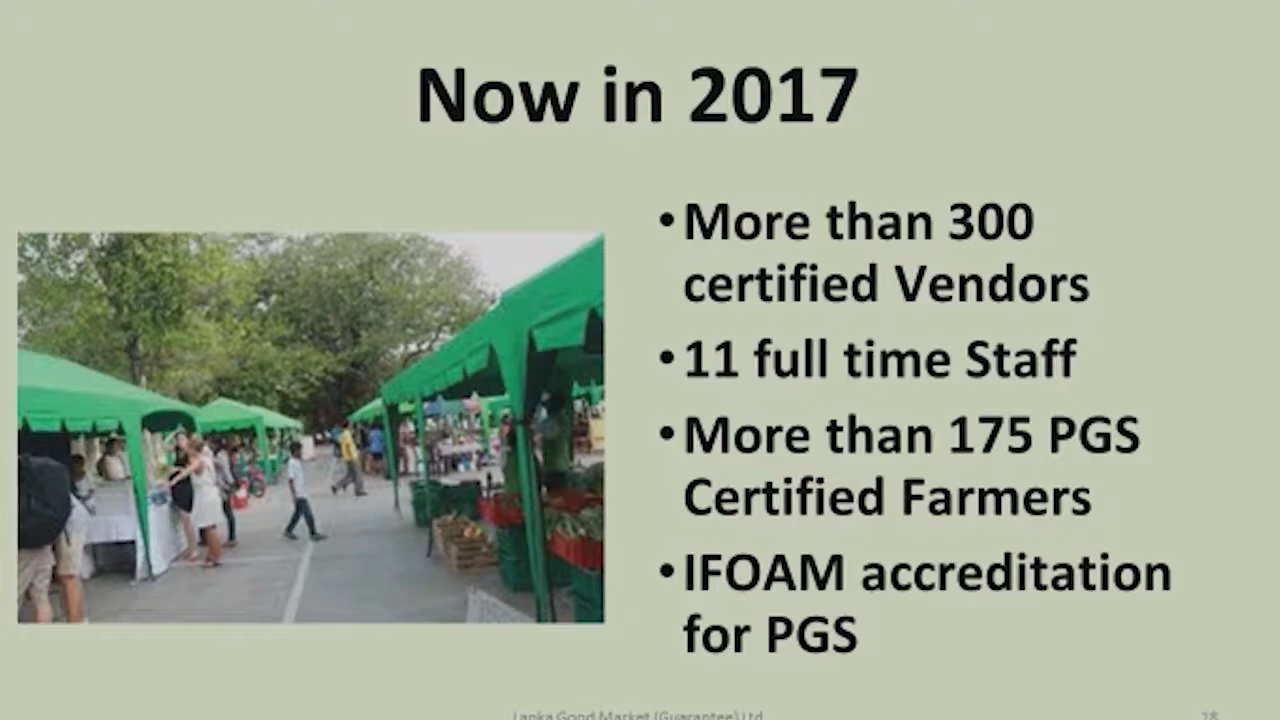 Now in 2017
•More than 300
certified Vendors
•11 full time Staff
•More than 175 PGS
Certified Farmers
•IFOAM accreditation
for PGS
Lanka Good Market (Guarantee) Ltd
18